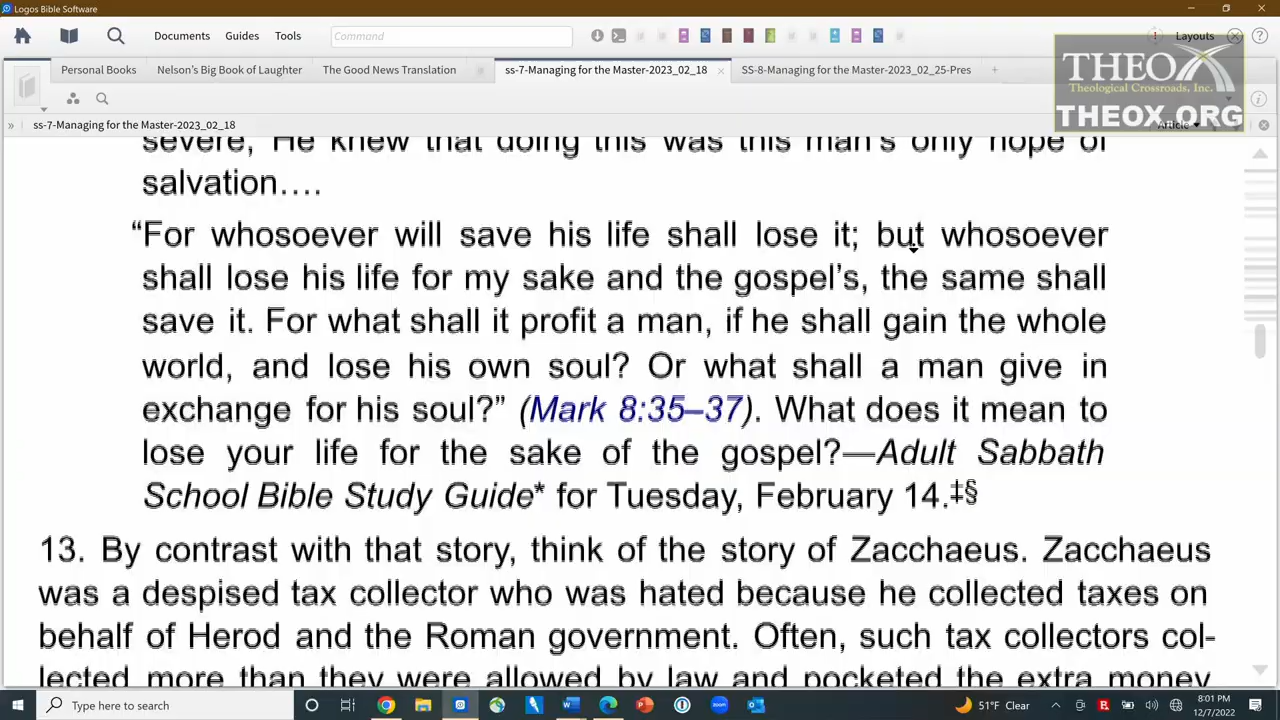 Logos Bible Software
Documents Guides Tools Command Layouts
Personal Books Nelson's Big Book of Laughter The Good News Translation ss-7-Managing for the Master-2023_02_18 SS-8-Managing for the Master-2023_02_25-Pres
THEOX
Theological Crossroads, Inc.
THEOX.ORG
ss-7-Managing for the Master-2023_02_18 Article
severe, He knew that doing this was this man's only hope of
salvation….
“For whosoever will save his life shall lose it; but whosoever
shall lose his life for my sake and the gospel's, the same shall
save it. For what shall it profit a man, if he shall gain the whole
world, and lose his own soul? Or what shall a man give in
exchange for his soul?” (Mark 8:35–37). What does it mean to
lose your life for the sake of the gospel?—Adult Sabbath
School Bible Study Guide* for Tuesday, February 14.‡§
13. By contrast with that story, think of the story of Zacchaeus. Zacchaeus
was a despised tax collector who was hated because he collected taxes on
behalf of Herod and the Roman government. Often, such tax collectors col-
lected more than they were allowed by law and pocketed the extra money
Type here to search 51°F Clear 8:01 PM
12/7/2022